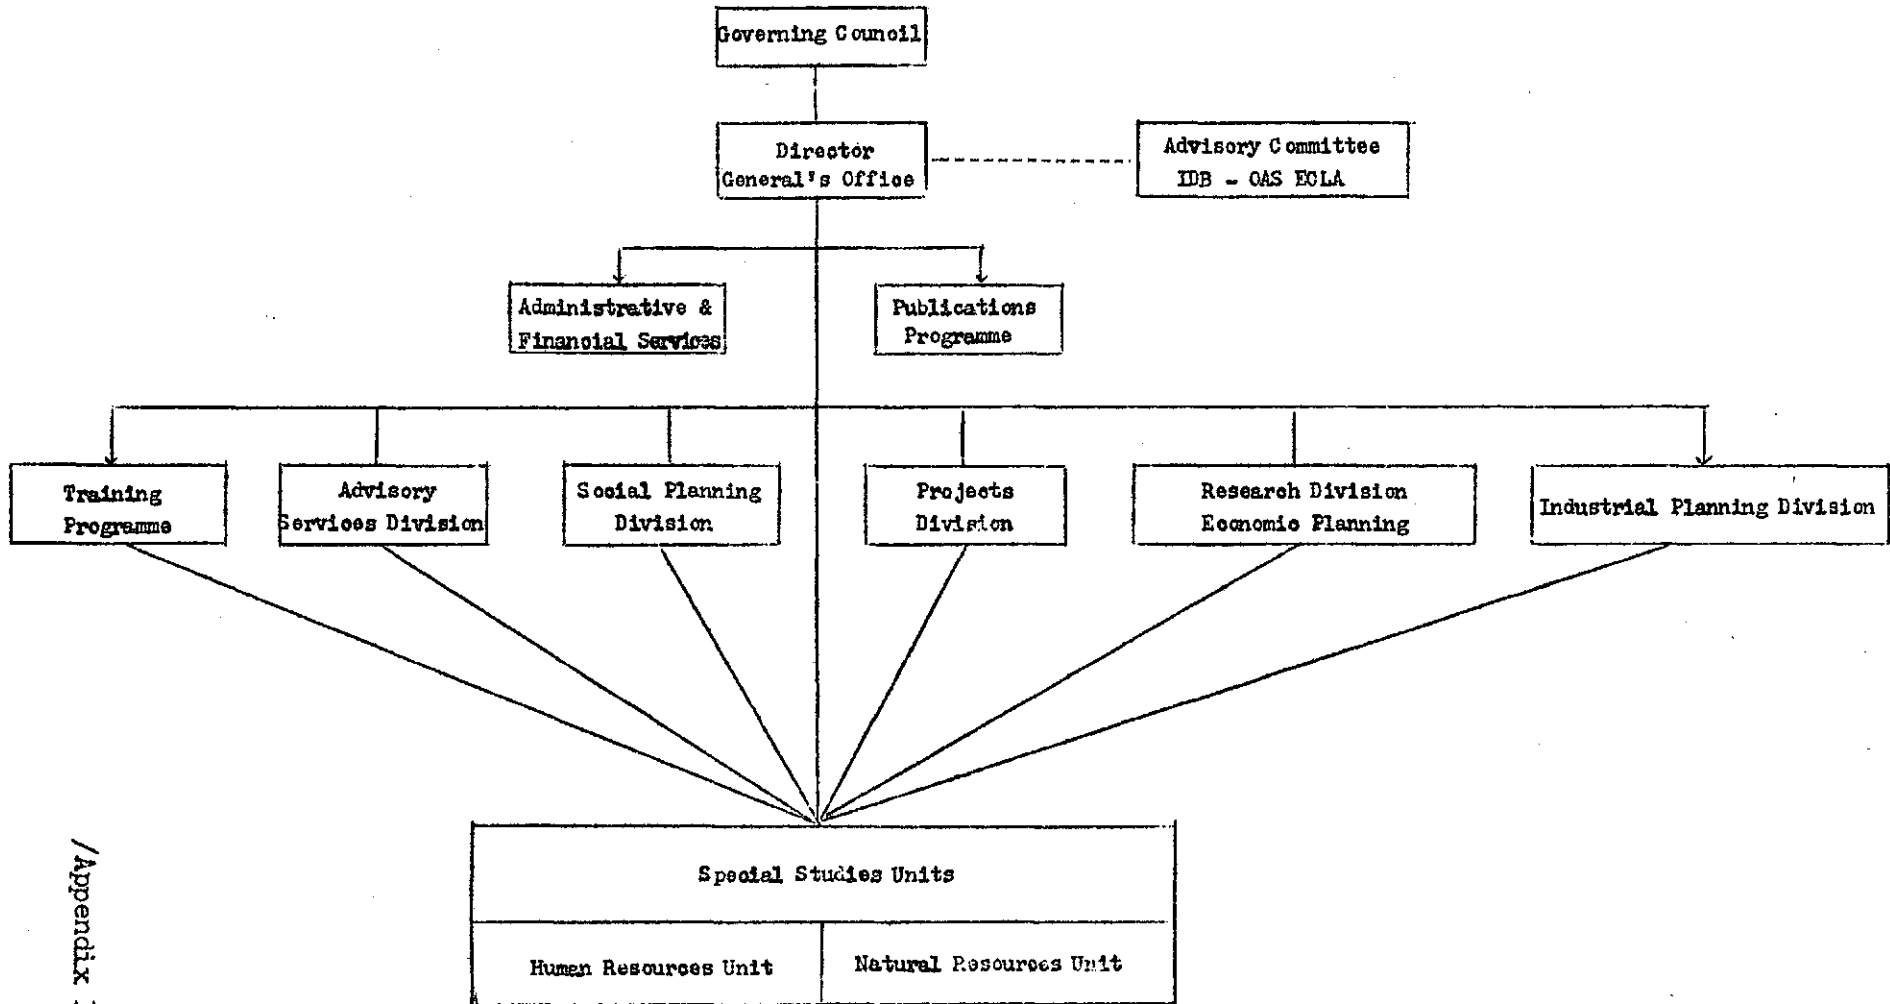 Governing Council
Director
General's Office
Advisory Committee
IDB - OAS ECLA
Administrative &
Financial Services
Publications
Programme
Training
Programme
Advisory
Services Division
Social Planning
Division
Projects
Division
Research Division
Economic Planning
Industrial Planning Division
Special Studies Units
Human Resources Unit
Natural Resources Unit
/Appendix